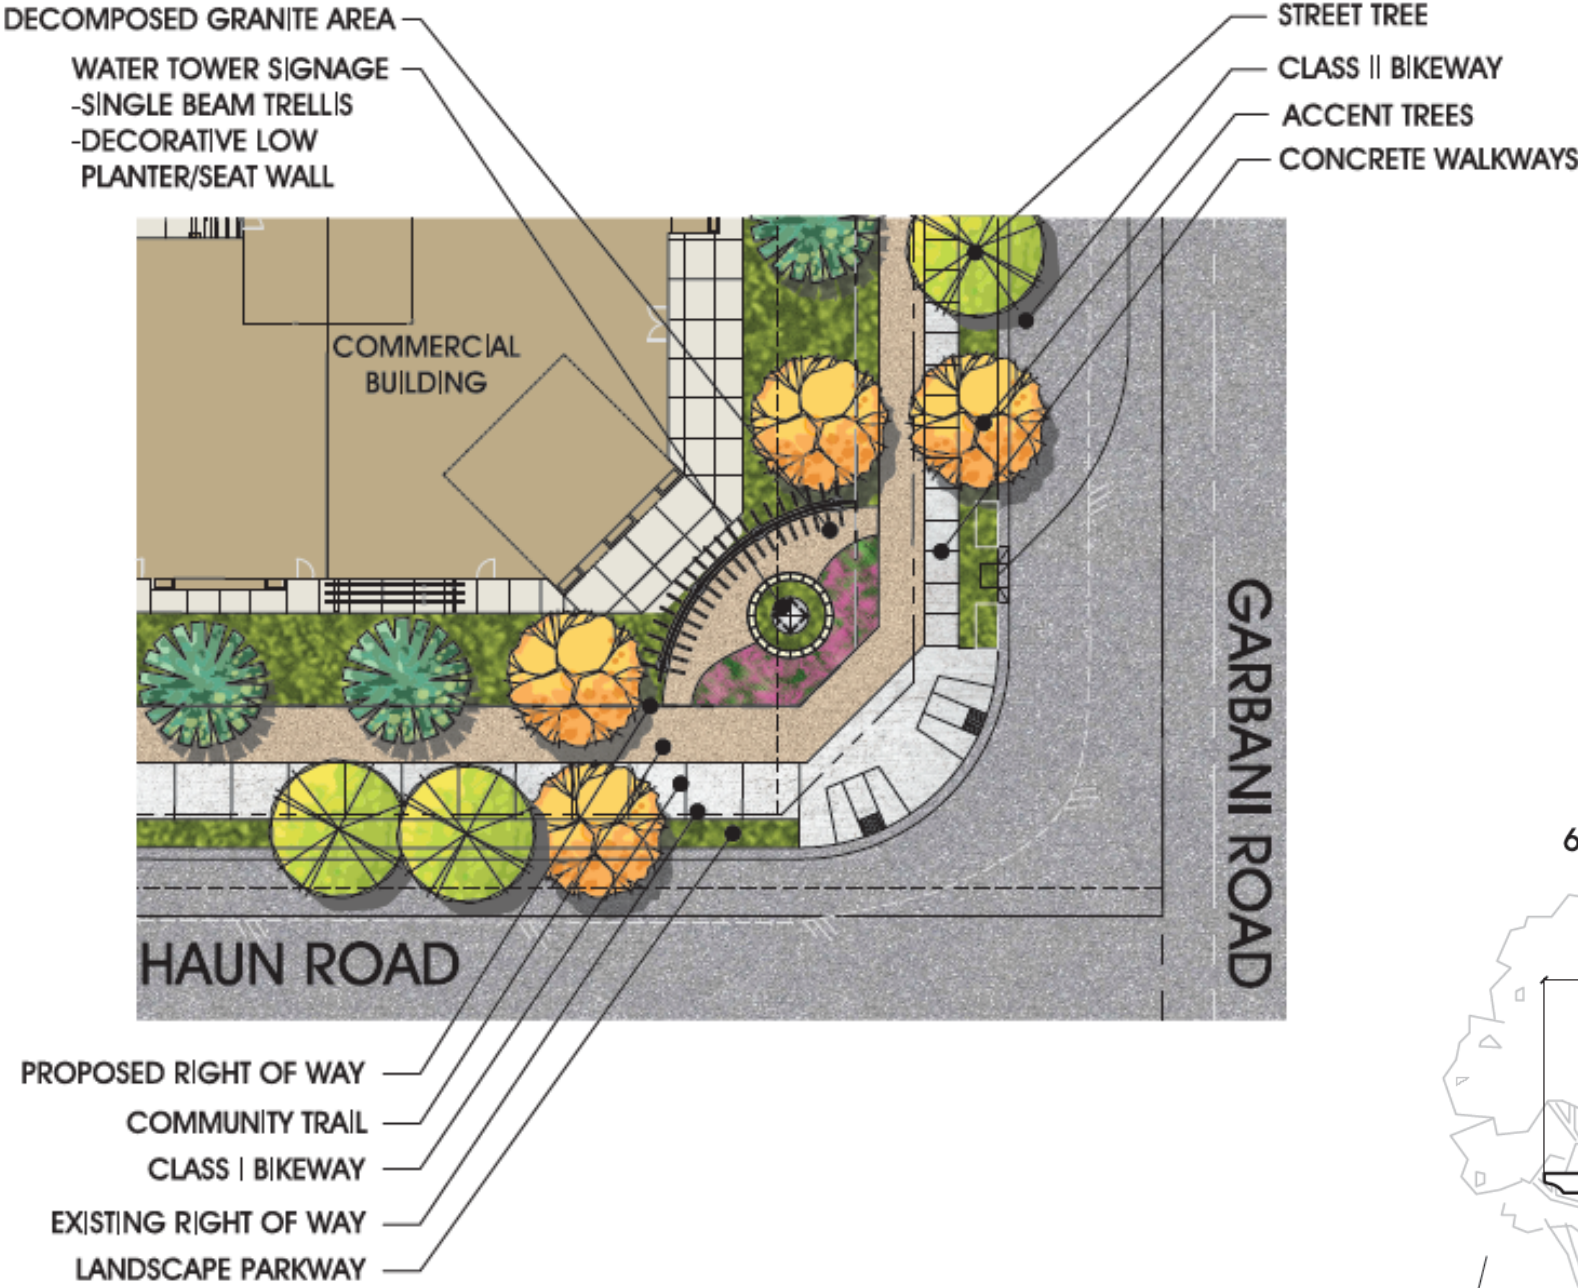 DECOMPOSED GRANITE AREA
WATER TOWER SIGNAGE
-SINGLE BEAM TRELLIS
-DECORATIVE LOW
PLANTER/SEAT WALL
STREET TREE
CLASS II BIKEWAY
ACCENT TREES
CONCRETE WALKWAYS
COMMERCIAL
BUILDING
GARBANI ROAD
6
HAUN ROAD
PROPOSED RIGHT OF WAY
COMMUNITY TRAIL
CLASS I BIKEWAY
EXISTING RIGHT OF WAY
LANDSCAPE PARKWAY